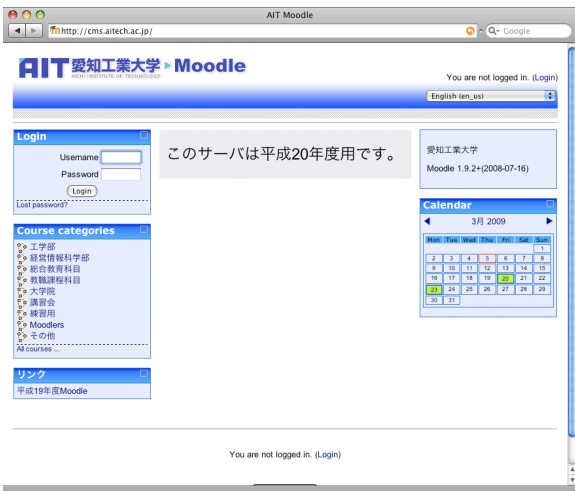 AIT Moodle
http://cms.aitech.ac.jp/
Google
AIT 愛知工業大学 Moodle
AICHI INSTITUTE OF TECHNOLOGY
You are not logged in. (Login)
English (en_us)
Login
Username
Password
Login
Lost password?
Course categories
工学部
経営情報科学部
総合教育科目
教職課程科目
大学院
講習会
練習用
Moodlers
その他
All courses ...
リンク
平成19年度Moodle
このサーバは平成20年度用です。
愛知工業大学
Moodle 1.9.2+(2008-07-16)
Calendar
3月 2009
Mon Tue Wed Thu Fri Sat Sun
1
2 3 4 5 6 7 8
9 10 11 12 13 14 15
16 17 18 19 20 21 22
23 24 25 26 27 28 29
30 31
You are not logged in. (Login)